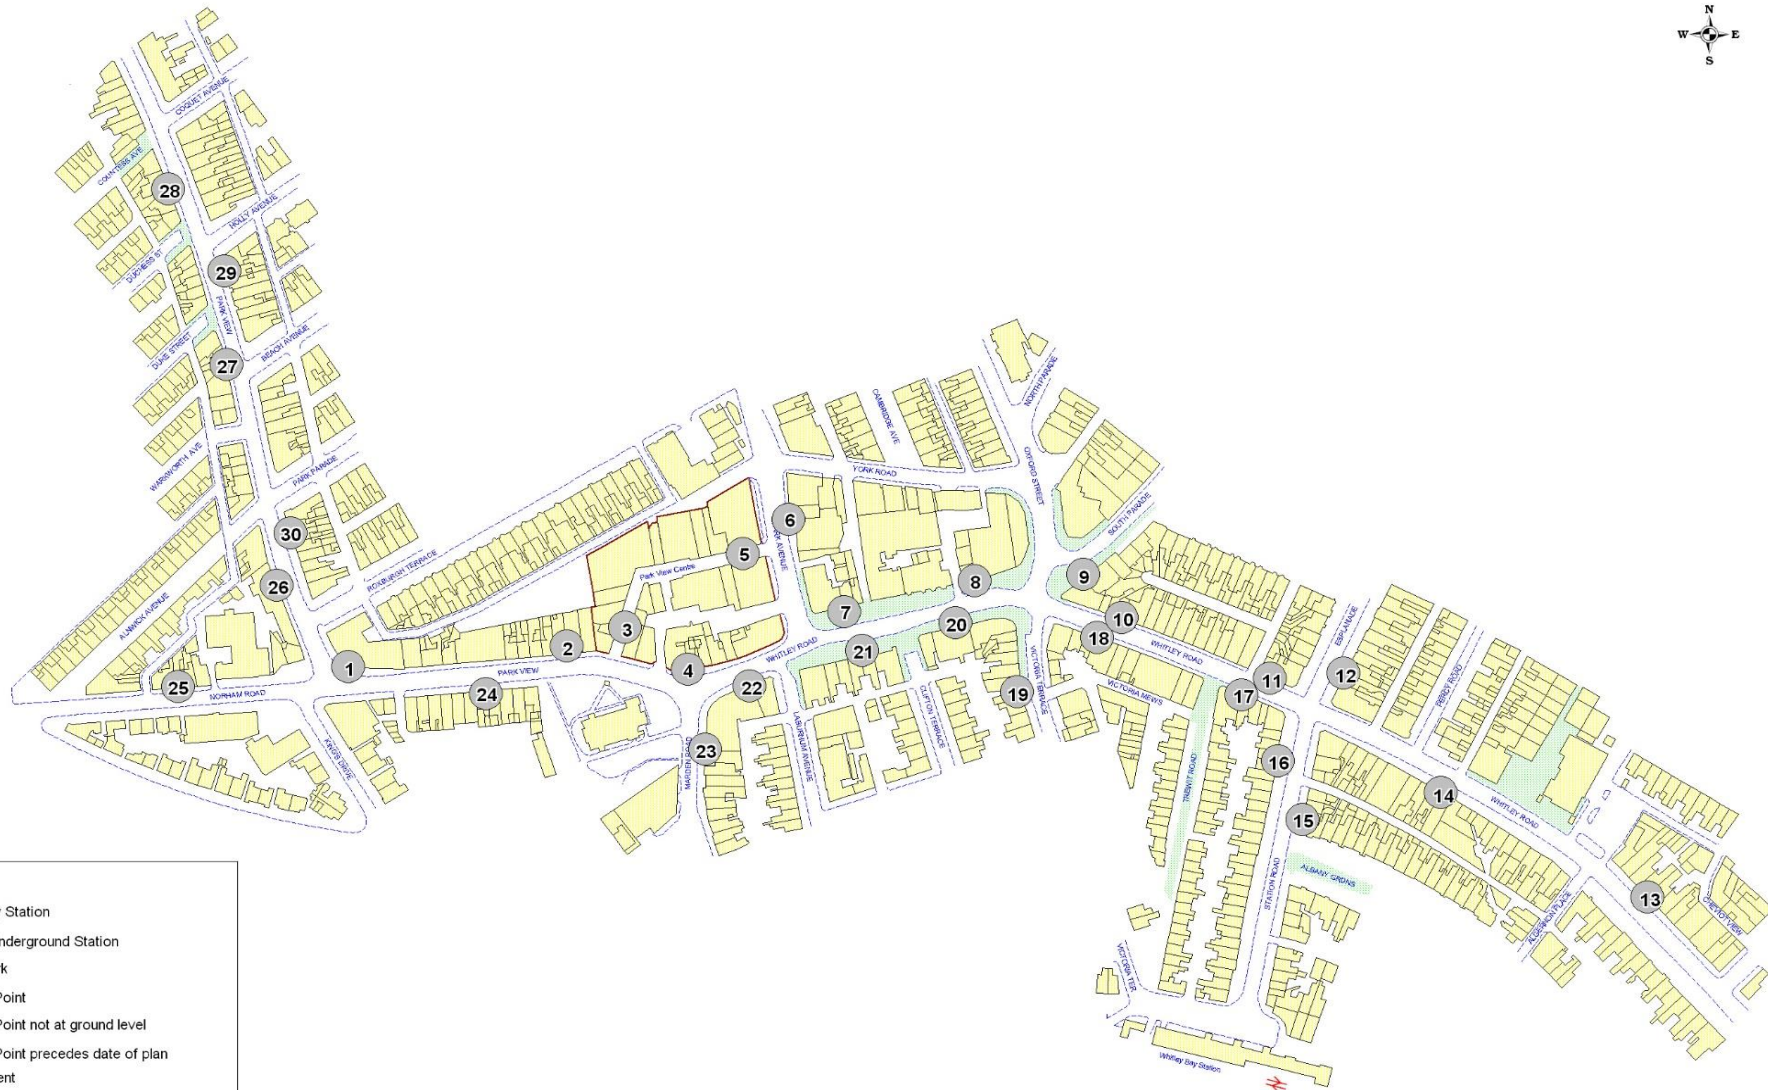 N
W E
S
COQUET AVENUE
COUNTESS AVE
28
HOLLY AVENUE
DUCHESS ST
29
PARK VIEW
BEACH AVENUE
DUKE STREET
27
NORTH PARADE
CAMBRIDGE AVE
WARKWORTH AVE
PARK PARADE
YORK ROAD
OXFORD STREET
SOUTH PARADE
6
30
5
ROXBURGH TERRACE
Park View Centre
26
8
9
ALNWICK AVENUE
7
20
10
3
18
2
WHITLEY ROAD
WHITLEY ROAD
ESPLANADE
21
1
4
PARK VIEW
VICTORIA TERRACE
11
12
25
NORHAM ROAD
24
22
19
VICTORIA MEWS
17
PERCY ROAD
CLIFTON TERRACE
23
MARDEN ROAD
LABURNUM AVENUE
KING'S DRIVE
16
TREWIT ROAD
14
WHITLEY ROAD
15
ALBANY GRDNS
STATION ROAD
13
ALGERNON PLACE
CHEVIOT VIEW
Station
nderground Station
Point
Point not at ground level
Point precedes date of plan
VICTORIA TER
Whitley Bay Station